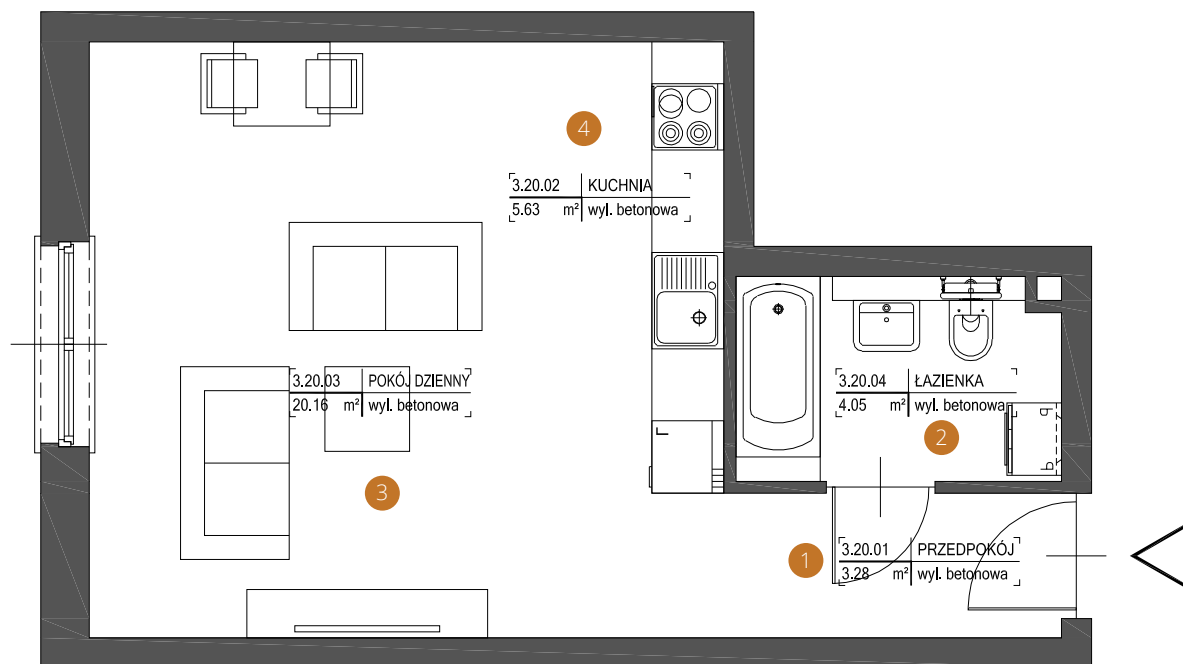 4
3.20.02 KUCHNIA
5.63 m² wyl. betonowa
3.20.03 POKÓJ DZIENNY
20.16 m² wyl. betonowa
3.20.04 ŁAZIENKA
4.05 m² wyl. betonowa
2
3
1
3.20.01 PRZEDPOKÓJ
3.28 m² wyl. betonowa